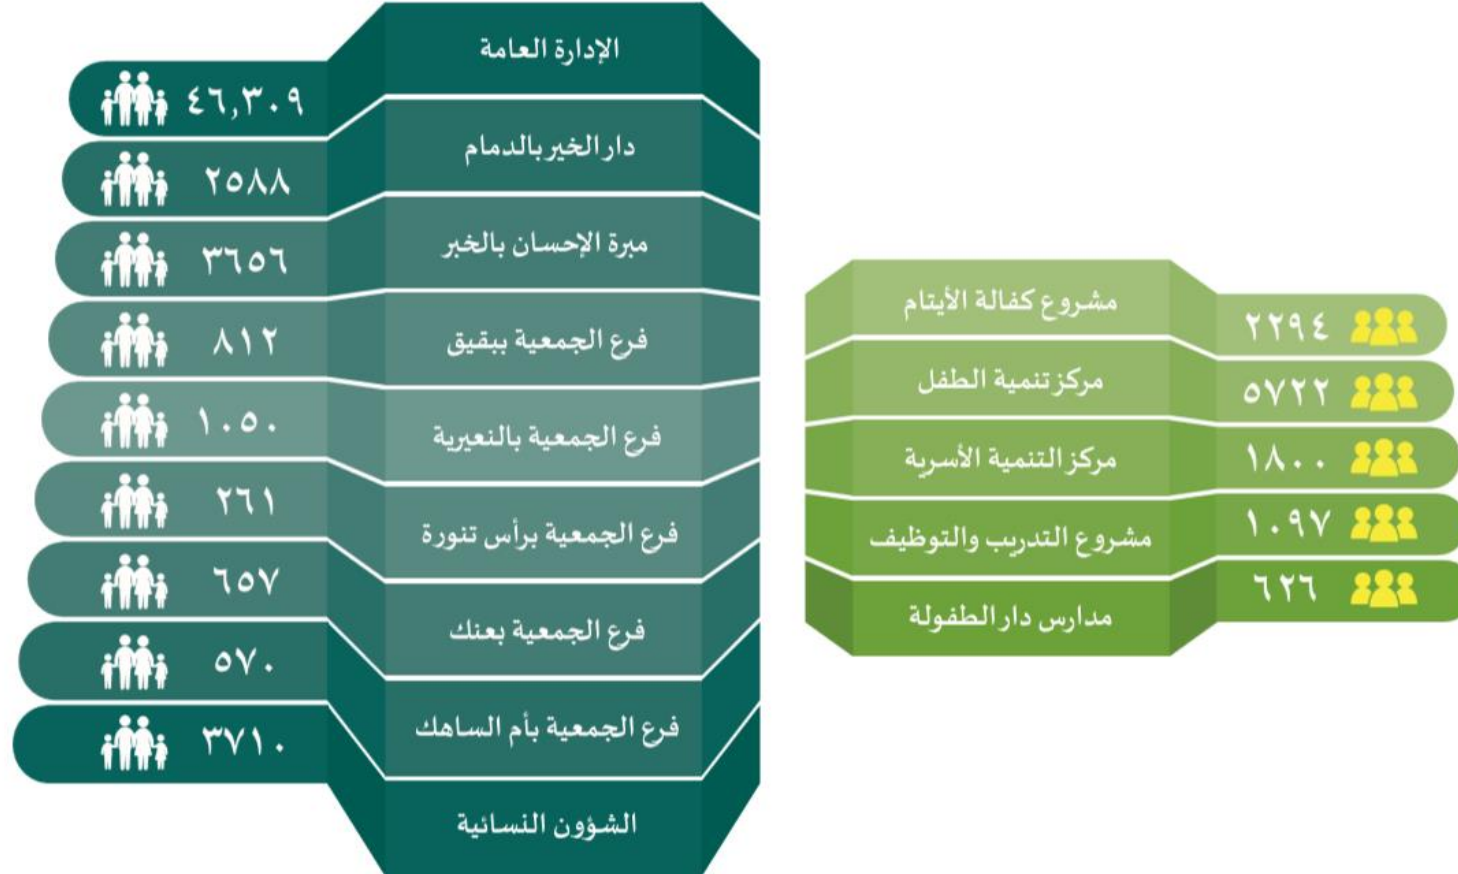 مشروع كفالة الأيتام ٢٢٩٤
مركز تنمية الطفل ٥٧٢٢
مركز التنمية الأسرية ١٨٠٠
مشروع التدريب والتوظيف ١٠٩٧
مدارس دار الطفولة ٦٢٦
الإدارة العامة ٤٦,٣٠٩
دار الخير بالدمام ٢٥٨٨
مبرة الإحسان بالخبر ٣٦٥٦
فرع الجمعية ببقيق ٨١٢
فرع الجمعية بالنعيرية ١٠٥٠
فرع الجمعية برأس تنورة ٢٦١
فرع الجمعية بعنك ٦٥٧
فرع الجمعية بأم الساهك ٥٧٠
الشؤون النسائية ٣٧١٠